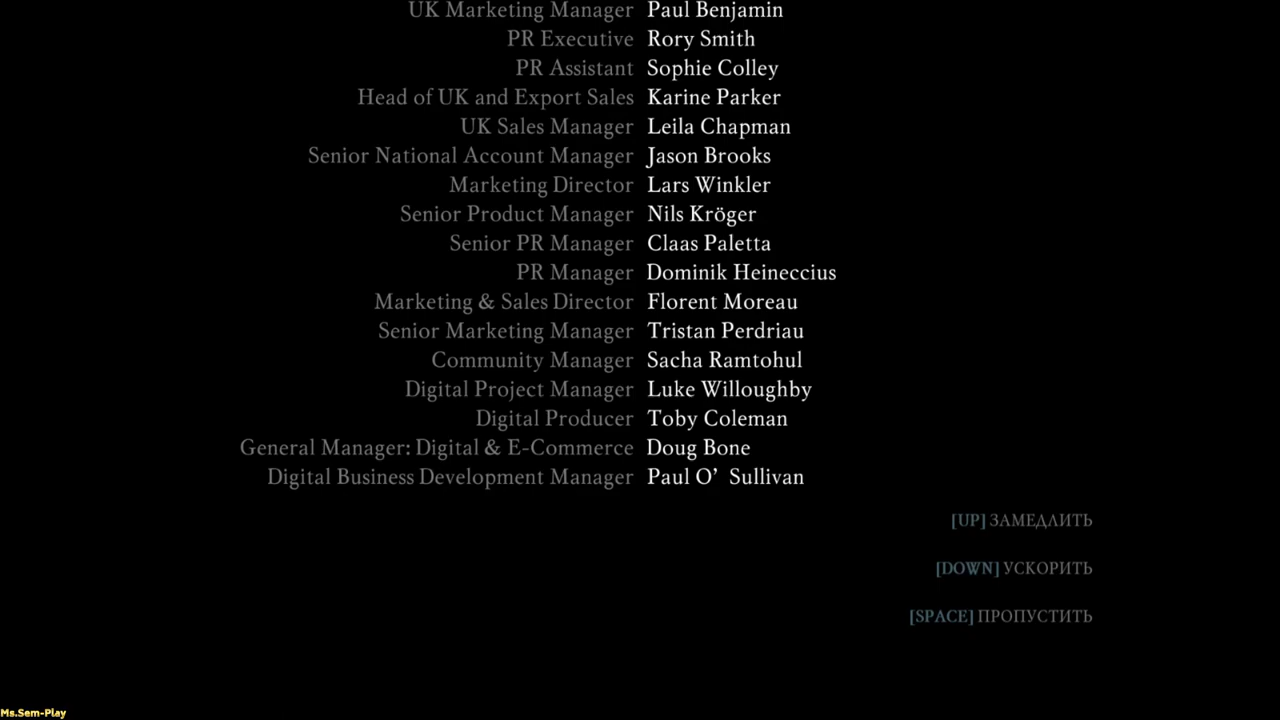 UK Marketing Manager Paul Benjamin
PR Executive Rory Smith
PR Assistant Sophie Colley
Head of UK and Export Sales Karine Parker
UK Sales Manager Leila Chapman
Senior National Account Manager Jason Brooks
Marketing Director Lars Winkler
Senior Product Manager Nils Kröger
Senior PR Manager Claas Paletta
PR Manager Dominik Heineccius
Marketing & Sales Director Florent Moreau
Senior Marketing Manager Tristan Perdriau
Community Manager Sacha Ramtohul
Digital Project Manager Luke Willoughby
Digital Producer Toby Coleman
General Manager: Digital & E-Commerce Doug Bone
Digital Business Development Manager Paul O’ Sullivan
[UP] ЗАМЕДЛИТЬ
[DOWN] УСКОРИТЬ
[SPACE] ПРОПУСТИТЬ
Ms.Sem-Play